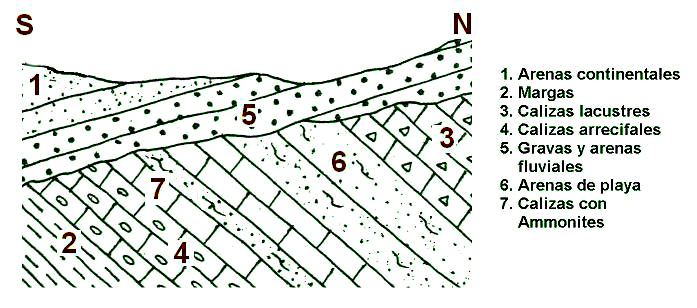 S
N
1
5
3
6
7
2
4
1. Arenas continentales
2. Margas
3. Calizas lacustres
4. Calizas arrecifales
5. Gravas y arenas
fluviales
6. Arenas de playa
7. Calizas con
Ammonites